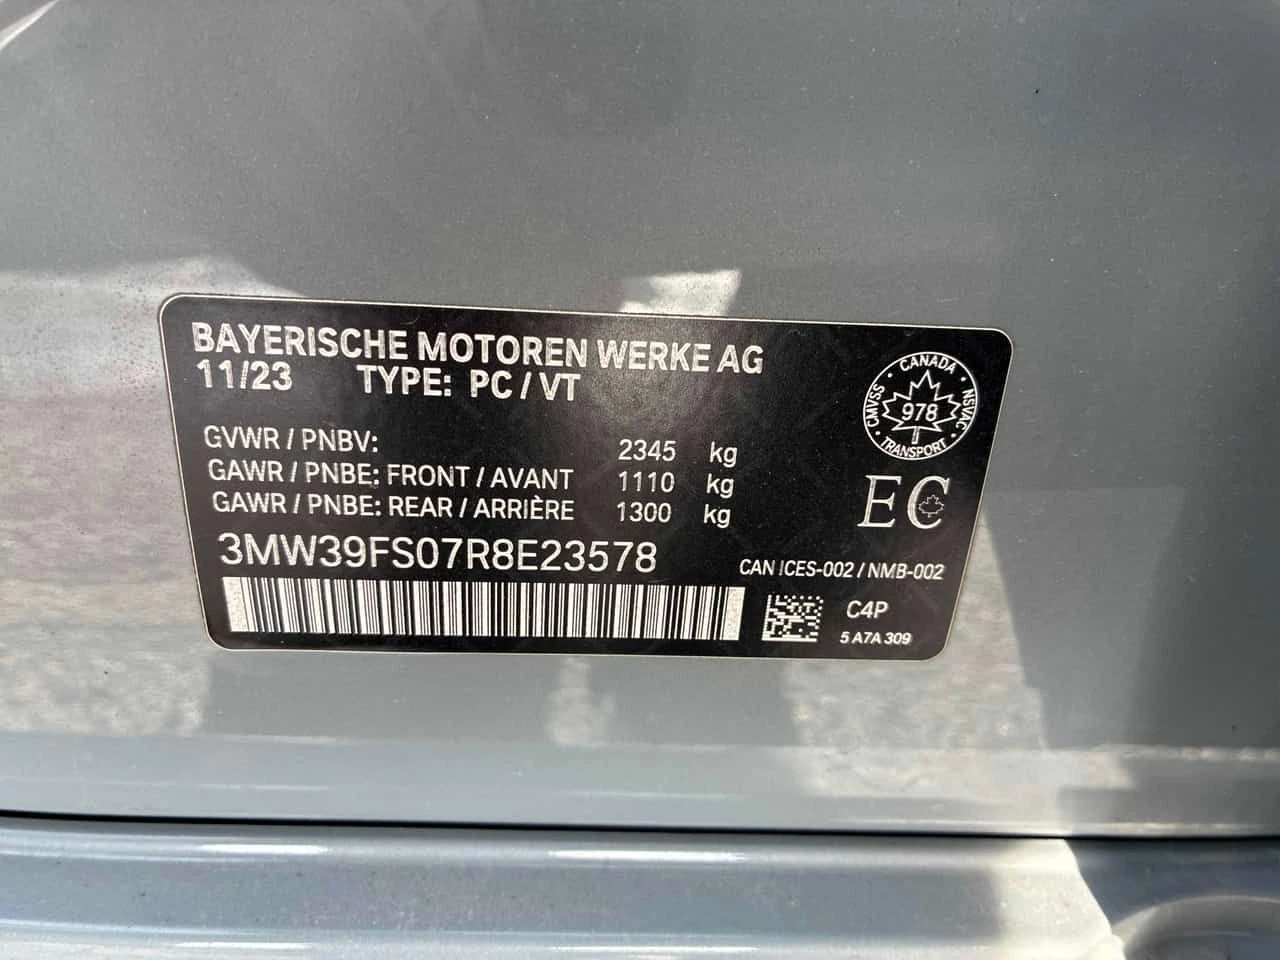 BAYERISCHE MOTOREN WERKE AG
11/23 TYPE: PC / VT
GVWR / PNBV: 2345 kg
GAWR / PNBE: FRONT / AVANT 1110 kg
GAWR / PNBE: REAR / ARRIÈRE 1300 kg
3MW39FS07R8E23578
CANADA
CMVSS 978 NSVAC
TRANSPORT
EC
CAN ICES-002 / NMB-002
C4P
5 A7A 309